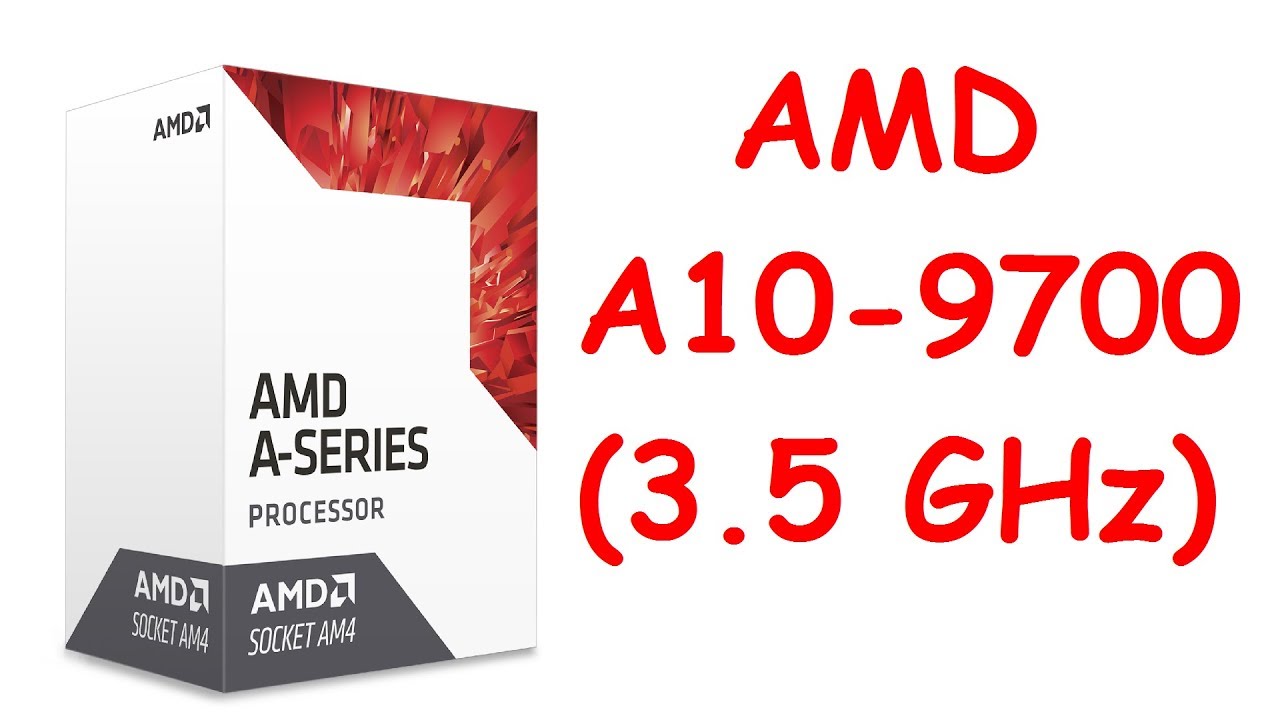 AMD
AMD
A-SERIES
PROCESSOR
AMD
SOCKET AM4
AMD
SOCKET AM4
AMD
A10-9700
(3.5 GHz)